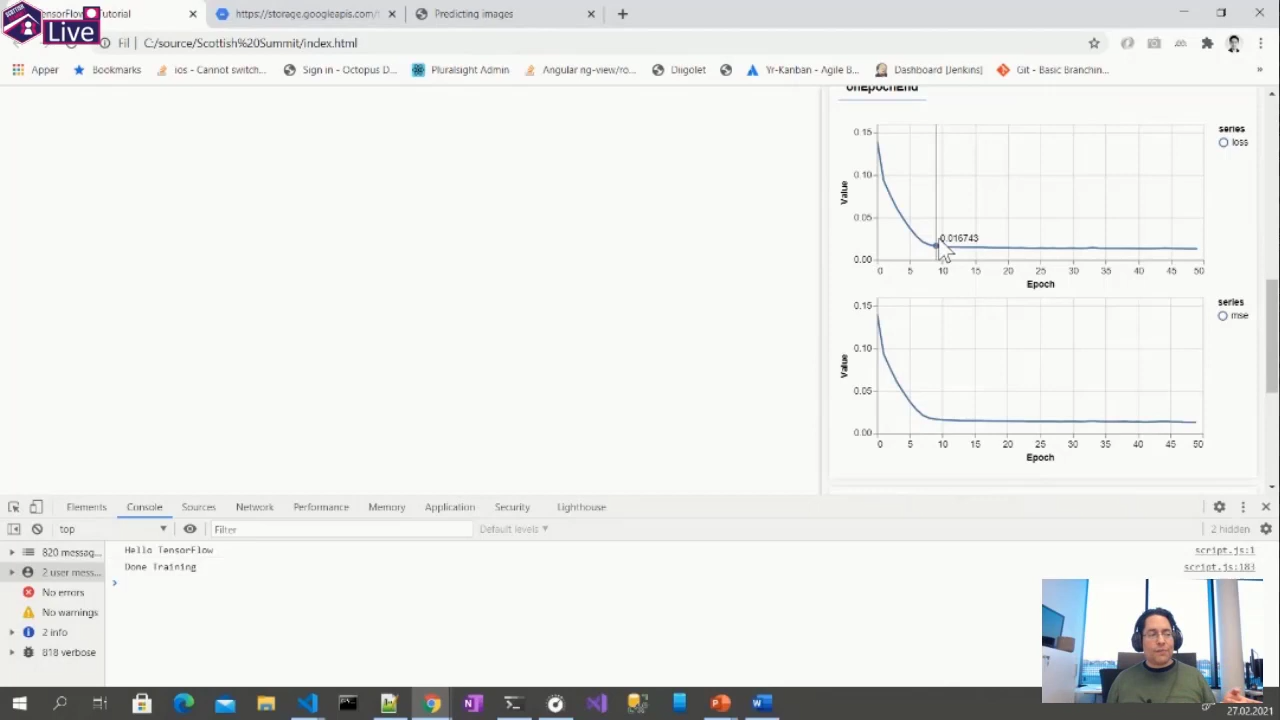 Live
Tutorial
https://storage.googleapis.com/
Predicting images
Fil
C:/source/Scottish%20Summit/index.html
Apper
Bookmarks
ios - Cannot switch...
Sign in - Octopus D...
Pluralsight Admin
Angular ng-view/ro...
Diigolet
Yr-Kanban - Agile B...
Dashboard [Jenkins]
Git - Basic Branchin...
»
onEpochEnd
series
loss
0.15
0.10
0.05
0.00
Value
0.016743
0 5 10 15 20 25 30 35 40 45 50
Epoch
series
mse
0.15
0.10
0.05
0.00
Value
0 5 10 15 20 25 30 35 40 45 50
Epoch
Elements Console Sources Network Performance Memory Application Security Lighthouse
top
Filter
Default levels
2 hidden
820 messag...
2 user mess...
No errors
No warnings
2 info
818 verbose
Hello TensorFlow
script.js:1
Done Training
script.js:183
27.02.2021